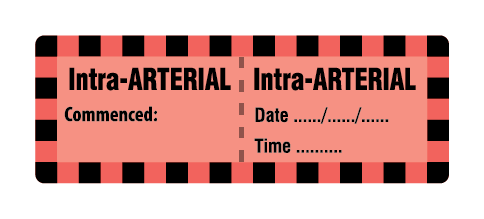 Intra-ARTERIAL
Commenced:
Intra-ARTERIAL
Date ....../....../......
Time ..........